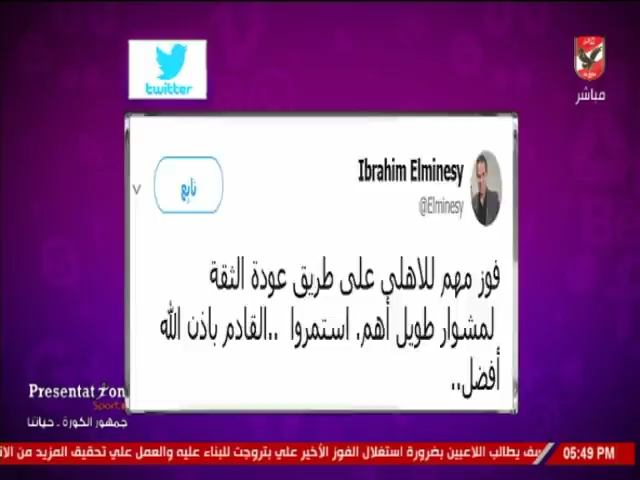 twitter
مباشر
Ibrahim Elminesy
@Elminesy
تابع
فوز مهم للاهلي على طريق عودة الثقة
لمشوار طويل أهم. استمروا ..القادم باذن الله
أفضل..
Presentation
Sports
جمهور الكورة - حياتنا
يطالب اللاعبين بضرورة استغلال الفوز الأخير علي بتروجت للبناء عليه والعمل علي تحقيق المزيد من
05:49 PM